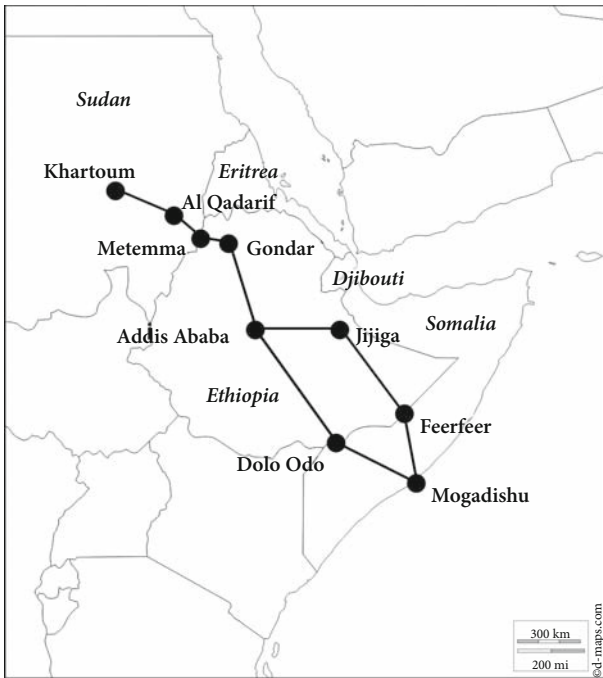 Sudan
Khartoum
Eritrea
Al Qadarif
Metemma
Gondar
Djibouti
Addis Ababa
Jijiga
Somalia
Ethiopia
Feerfeer
Dolo Odo
Mogadishu
300 km
200 mi
©d-maps.com